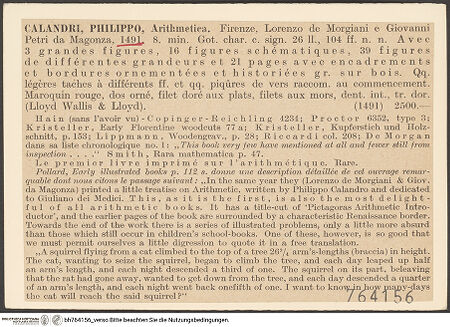 CALANDRI, PHILIPPO, Arithmetica. Firenze, Lorenzo de Morgiani e Giovanni
Petri da Magonza, 1491. 8. min. Got. char. c. sign. 26 ll., 104 ff. n. n. Avec
3 grandes figures, 16 figures schématiques, 39 figures
de différentes grandeurs et 21 pages avec encadrements
et bordures ornementées et historiées gr. sur bois. Qq.
légères taches à différents ff. et qq. piqûres de vers raccom. au commencement.
Maroquin rouge, dos orné, filet doré aux plats, filets aux mors, dent. int., tr. dor.
(Lloyd Wallis & Lloyd). (1491) 2500.—
Hain (sans l'avoir vu) - Copinger-Reichling 4234; Proctor 6352, type 3;
Kristeller, Early Florentine woodcuts 77a; Kristeller, Kupferstich und Holz-
schnitt, p.153; Lippmann, Woodengrav., p. 28; Riccardi col. 208; De Morgan
dans sa liste chronologique no. 1: „This book very few have mentioned at all and fewer still from
inspection . . . ." Smith, Rara mathematica p. 47.
Le premier livre imprimé sur l'arithmétique. Rare.
Pollard, Early illustrated books p. 112 s. donne une description détaillée de cet ouvrage remar-
quable dont nous citons le passage suivant: „In the same year they (Lorenzo de Morgiani & Giov.
da Magonza) printed a little treatise on Arithmetic, written by Philippo Calandro and dedicated
to Giuliano dei Medici. This, as it is the first, is also the most delight-
ful of all arithmetic books. It has a title-cut of 'Pictagoras Arithmetic Intro-
ductor', and the earlier pages of the book are surrounded by a characteristic Renaissance border.
Towards the end of the work there is a series of illustrated problems, only a little more absurd
than those which still occur in children's school-books. One of these, however, is so good that
we must permit ourselves a little digression to quote it in a free translation.
„A squirrel flying from a cat climbed to the top of a tree 26²/₃ arm's-lengths (braccia) in height.
The cat, wanting to seize the squirrel, began to climb the tree, and each day leaped up half
an arm's length, and each night descended a third of one. The squirrel on its part, believing
that the cat had gone away, wanted to get down from the tree, and each day descended a quarter
of an arm's length, and each night went back onefifth of one. I want to know in how many days
the cat will reach the said squirrel?"
764156
bh764156_verso Bitte beachten Sie die Nutzungsbedingungen.